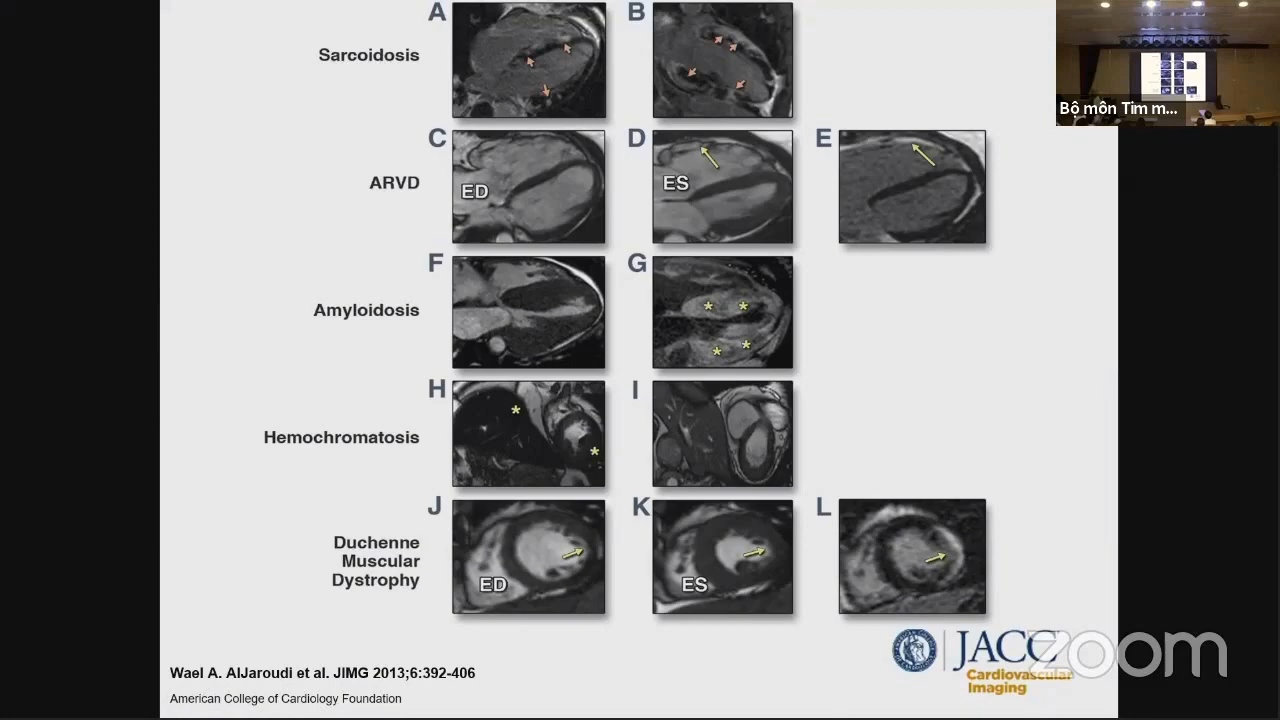 A
B
Sarcoidosis
Bộ môn Tim m...
C
D
E
ARVD
ED
ES
F
G
Amyloidosis
* *
* *
H
I
*
Hemochromatosis
*
J
K
L
Duchenne
Muscular
Dystrophy
ED
ES
JACC
Cardiovascular
Imaging
zoom
Wael A. AlJaroudi et al. JIMG 2013;6:392-406
American College of Cardiology Foundation